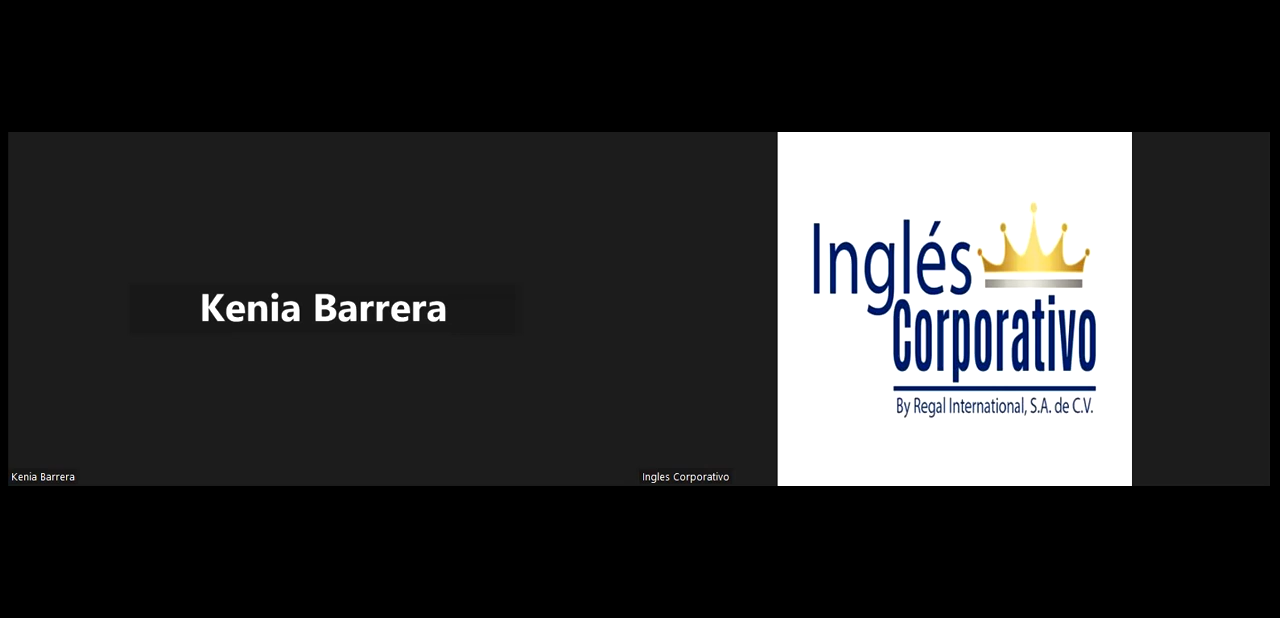 Kenia Barrera
Kenia Barrera
Inglés
Corporativo
By Regal International, S.A. de C.V.
Ingles Corporativo